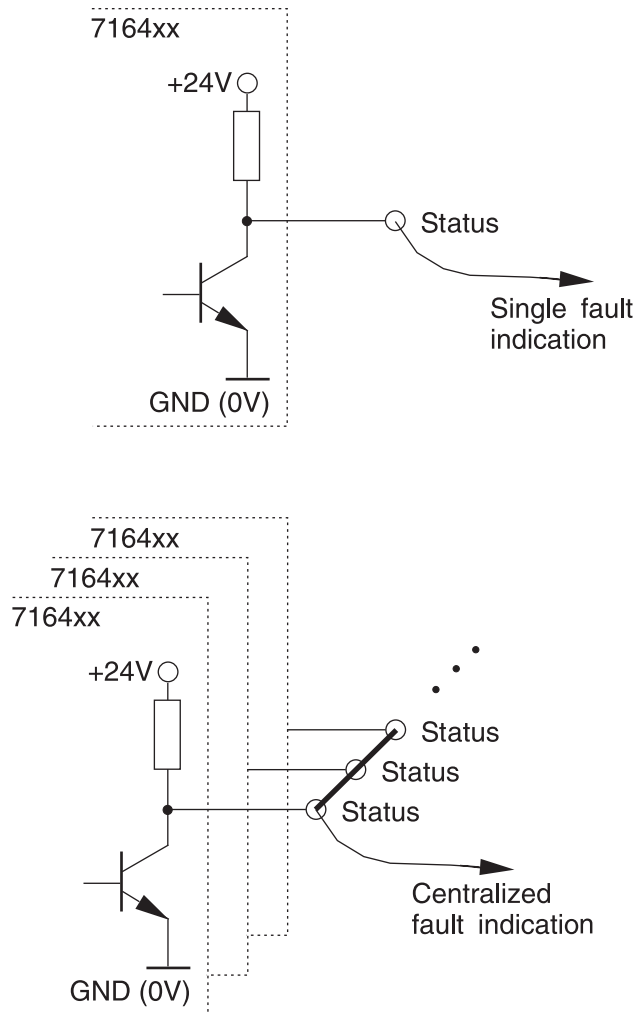 7164xx
+24V
Status
Single fault
indication
GND (0V)
7164xx
7164xx
7164xx
+24V
Status
Status
Status
Centralized
fault indication
GND (0V)